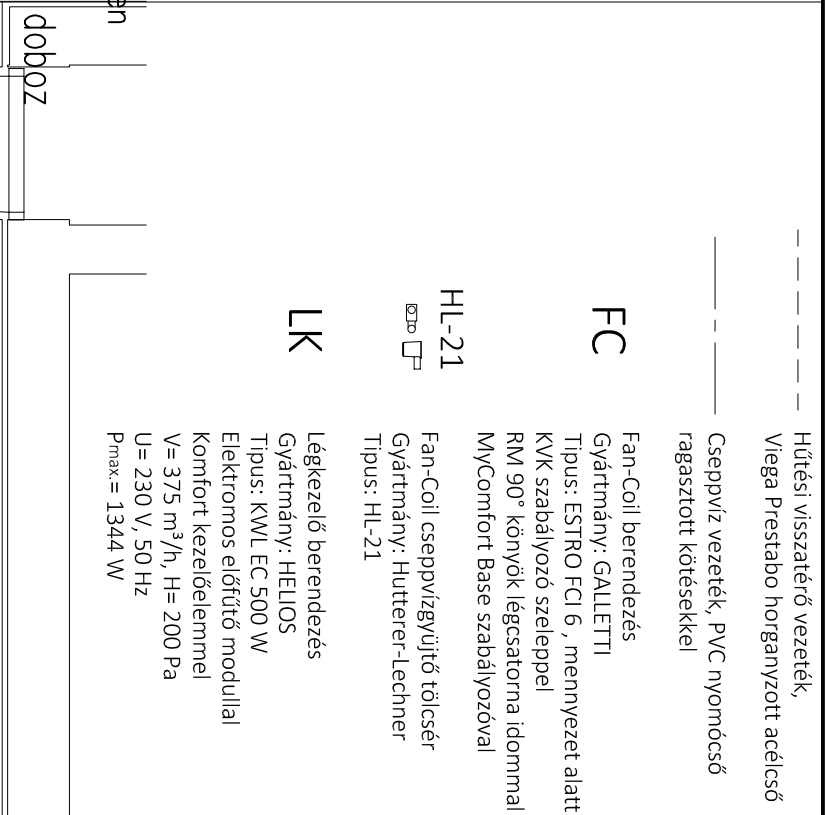 Hűtési visszatérő vezeték,
Viega Prestabo horganyzott acélcső
Cseppvíz vezeték, PVC nyomócső
ragasztott kötésekkel
FC
Fan-Coil berendezés
Gyártmány: GALLETTI
Tipus: ESTRO FCI 6 , mennyezet alatt
KVK szabályozó szeleppel
RM 90° könyök légcsatorna idommal
MyComfort Base szabályozóval
HL-21
Fan-Coil cseppvízgyüjtő tölcsér
Gyártmány: Hutterer-Lechner
Tipus: HL-21
LK
Légkezelő berendezés
Gyártmány: HELIOS
Tipus: KWL EC 500 W
Elektromos előfűtő modullal
Komfort kezelőelemmel
V= 375 m³/h, H= 200 Pa
U= 230 V, 50 Hz
Pmax.= 1344 W
doboz
en